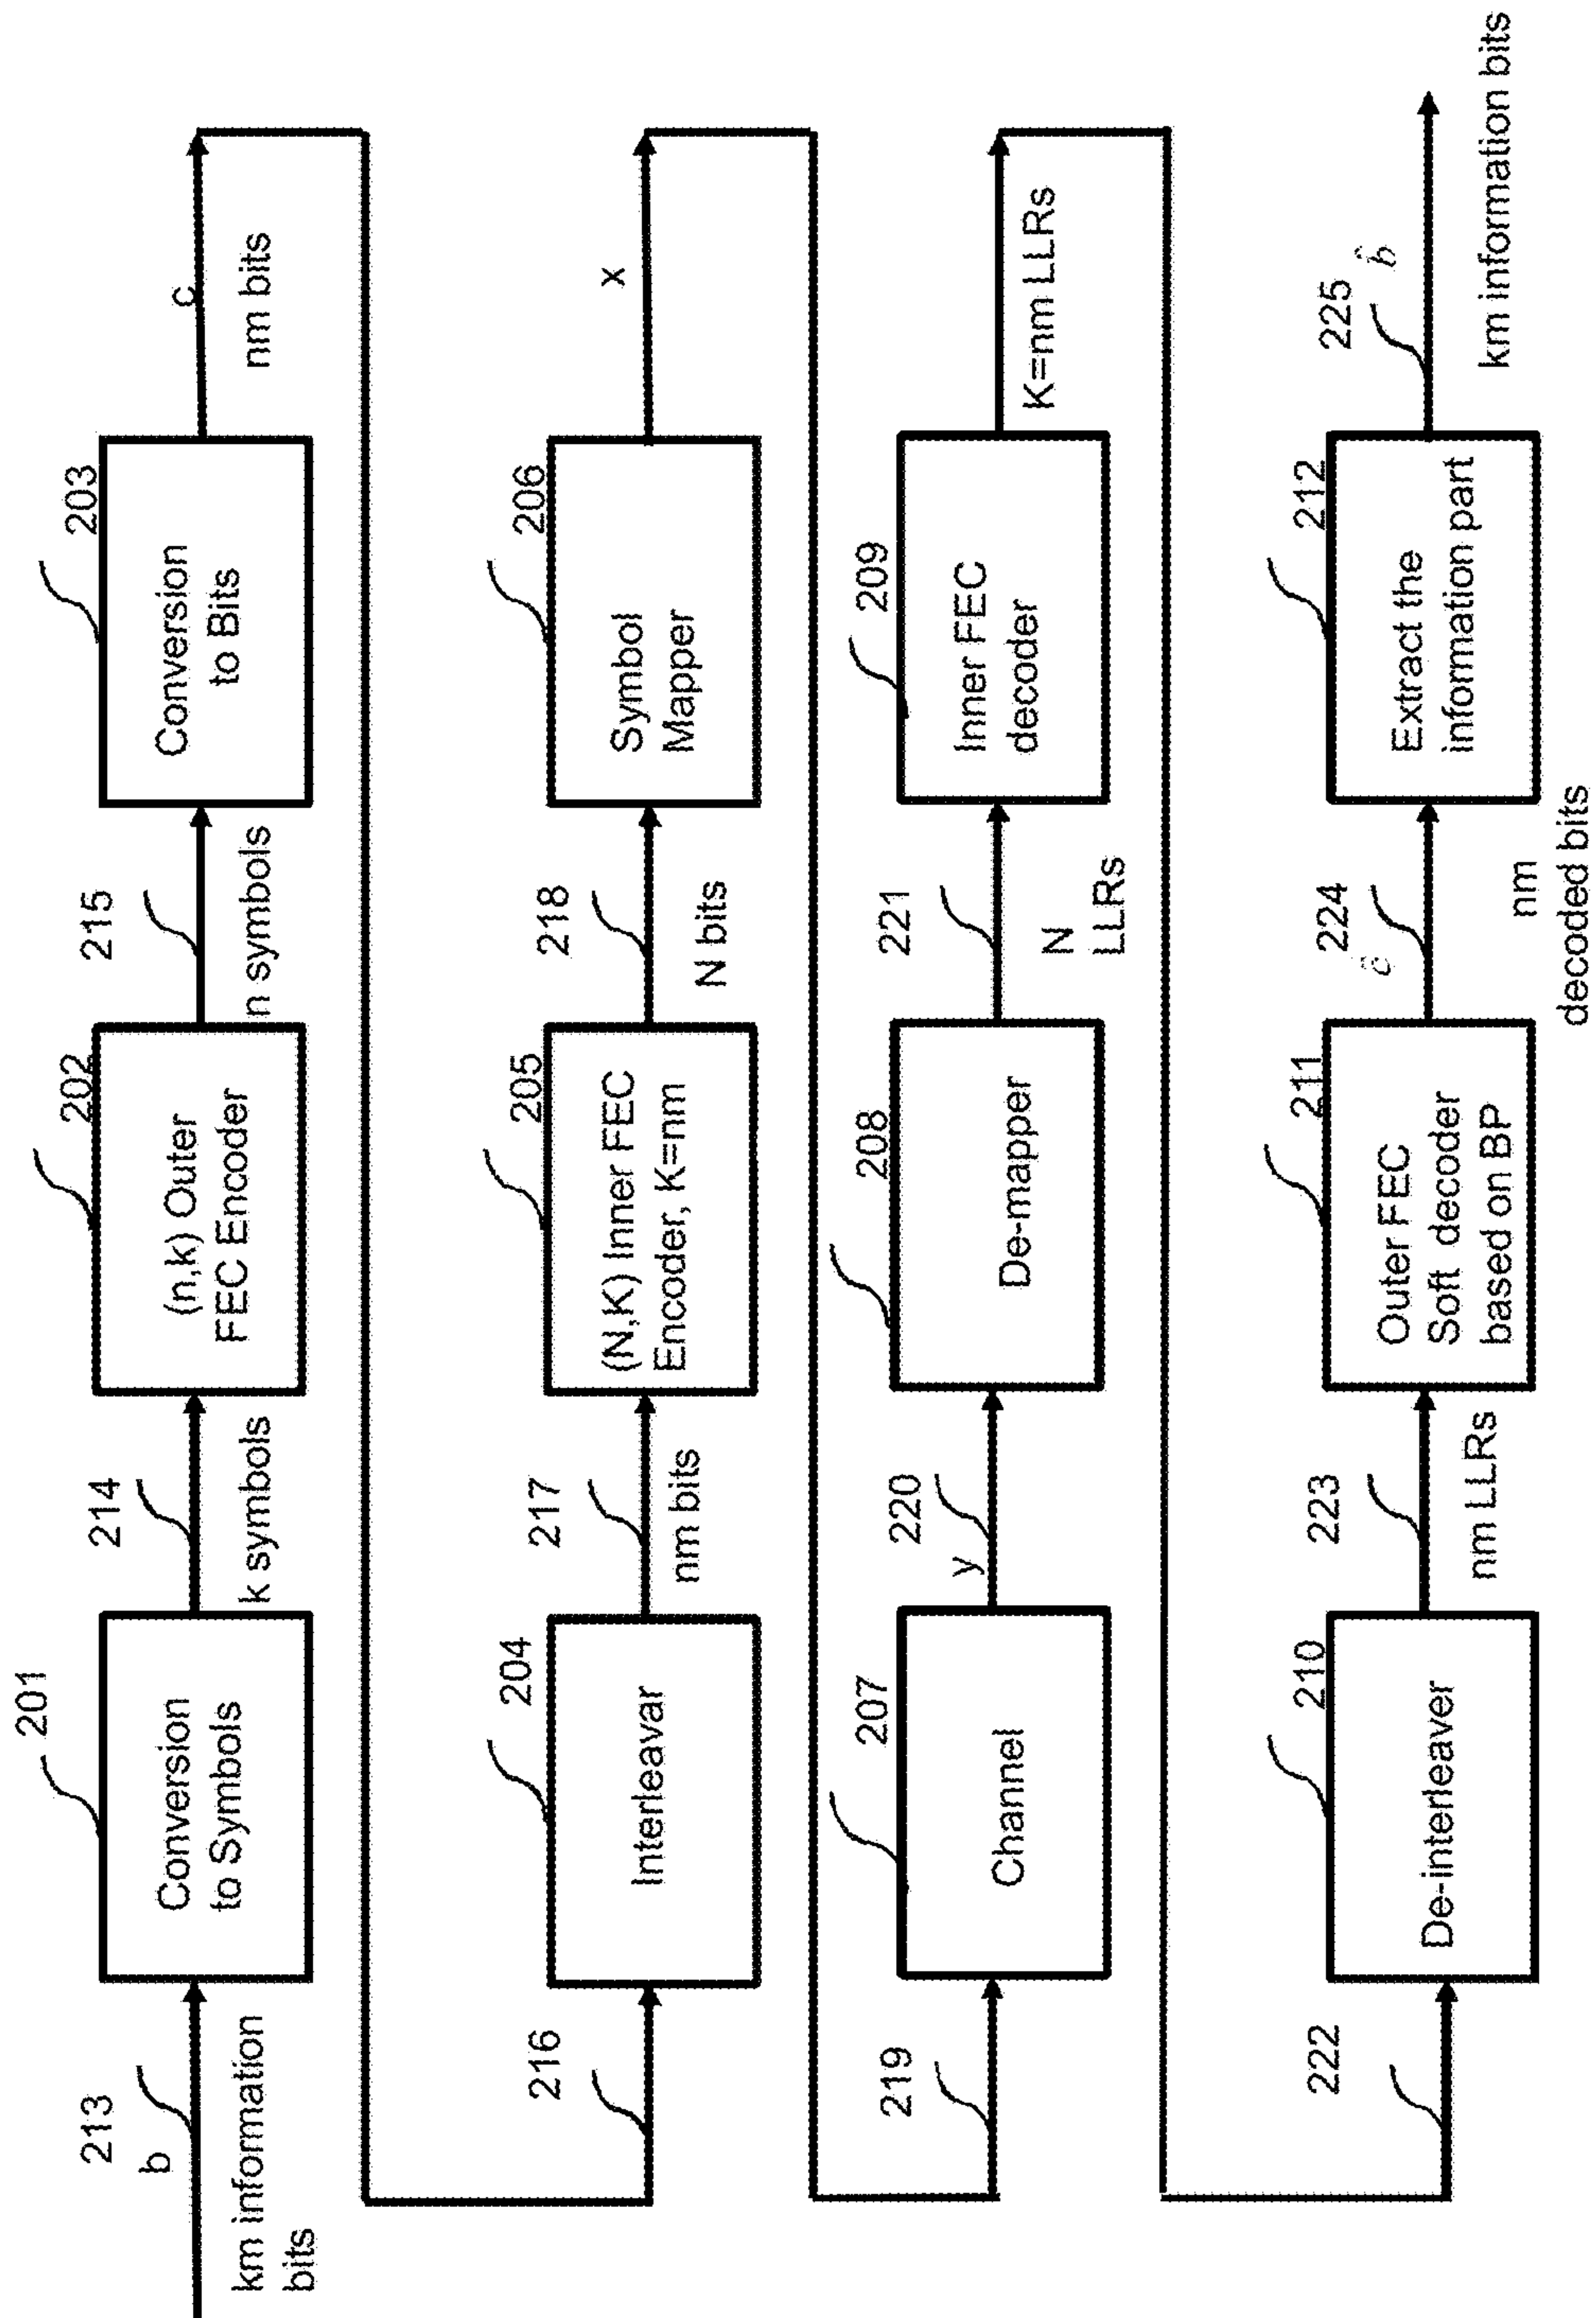 213
b
km information
bits
201
Conversion
to Symbols
214
k symbols
202
(n,k) Outer
FEC Encoder
215
n symbols
203
Conversion
to Bits
c
nm bits
216
204
Interleavar
217
nm bits
205
(N,K) Inner FEC
Encoder, K=nm
218
N bits
206
Symbol
Mapper
x
219
207
Channel
220
y
208
De-mapper
221
N
LLRs
209
Inner FEC
decoder
K=nm LLRs
222
210
De-interleaver
223
nm LLRs
211
Outer FEC
Soft decoder
based on BP
224
ĉ
nm
decoded bits
212
Extract the
information part
225
b̂
km information bits